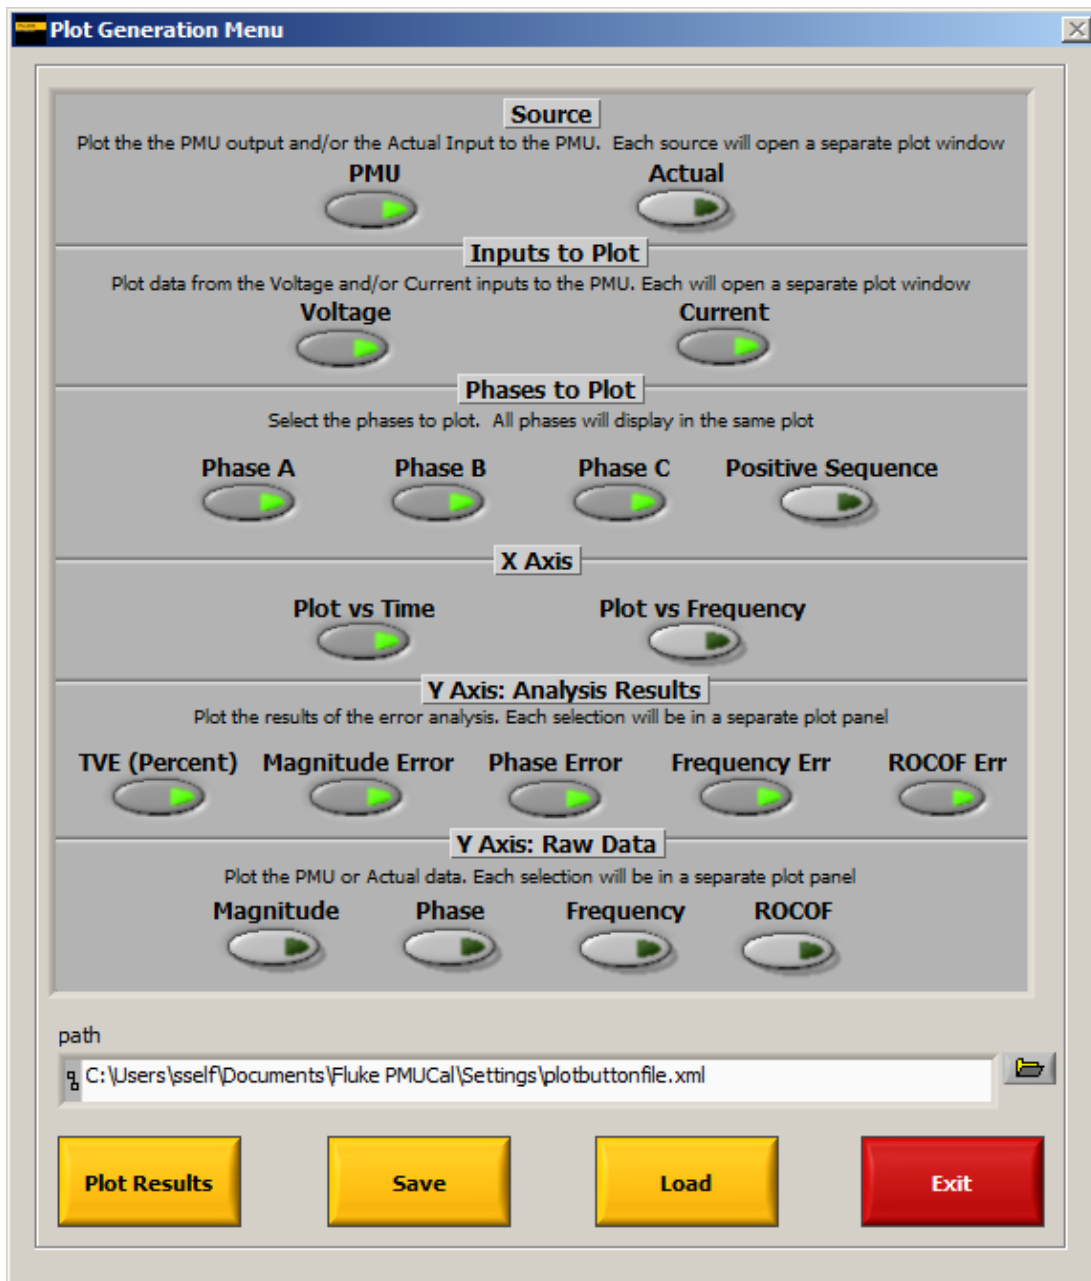 Plot Generation Menu
Source
Plot the the PMU output and/or the Actual Input to the PMU.  Each source will open a separate plot window
PMU Actual
Inputs to Plot
Plot data from the Voltage and/or Current inputs to the PMU. Each will open a separate plot window
Voltage Current
Phases to Plot
Select the phases to plot.  All phases will display in the same plot
Phase A Phase B Phase C Positive Sequence
X Axis
Plot vs Time Plot vs Frequency
Y Axis: Analysis Results
Plot the results of the error analysis. Each selection will be in a separate plot panel
TVE (Percent) Magnitude Error Phase Error Frequency Err ROCOF Err
Y Axis: Raw Data
Plot the PMU or Actual data. Each selection will be in a separate plot panel
Magnitude Phase Frequency ROCOF
path
C:\Users\sself\Documents\Fluke PMUCal\Settings\plotbuttonfile.xml
Plot Results Save Load Exit